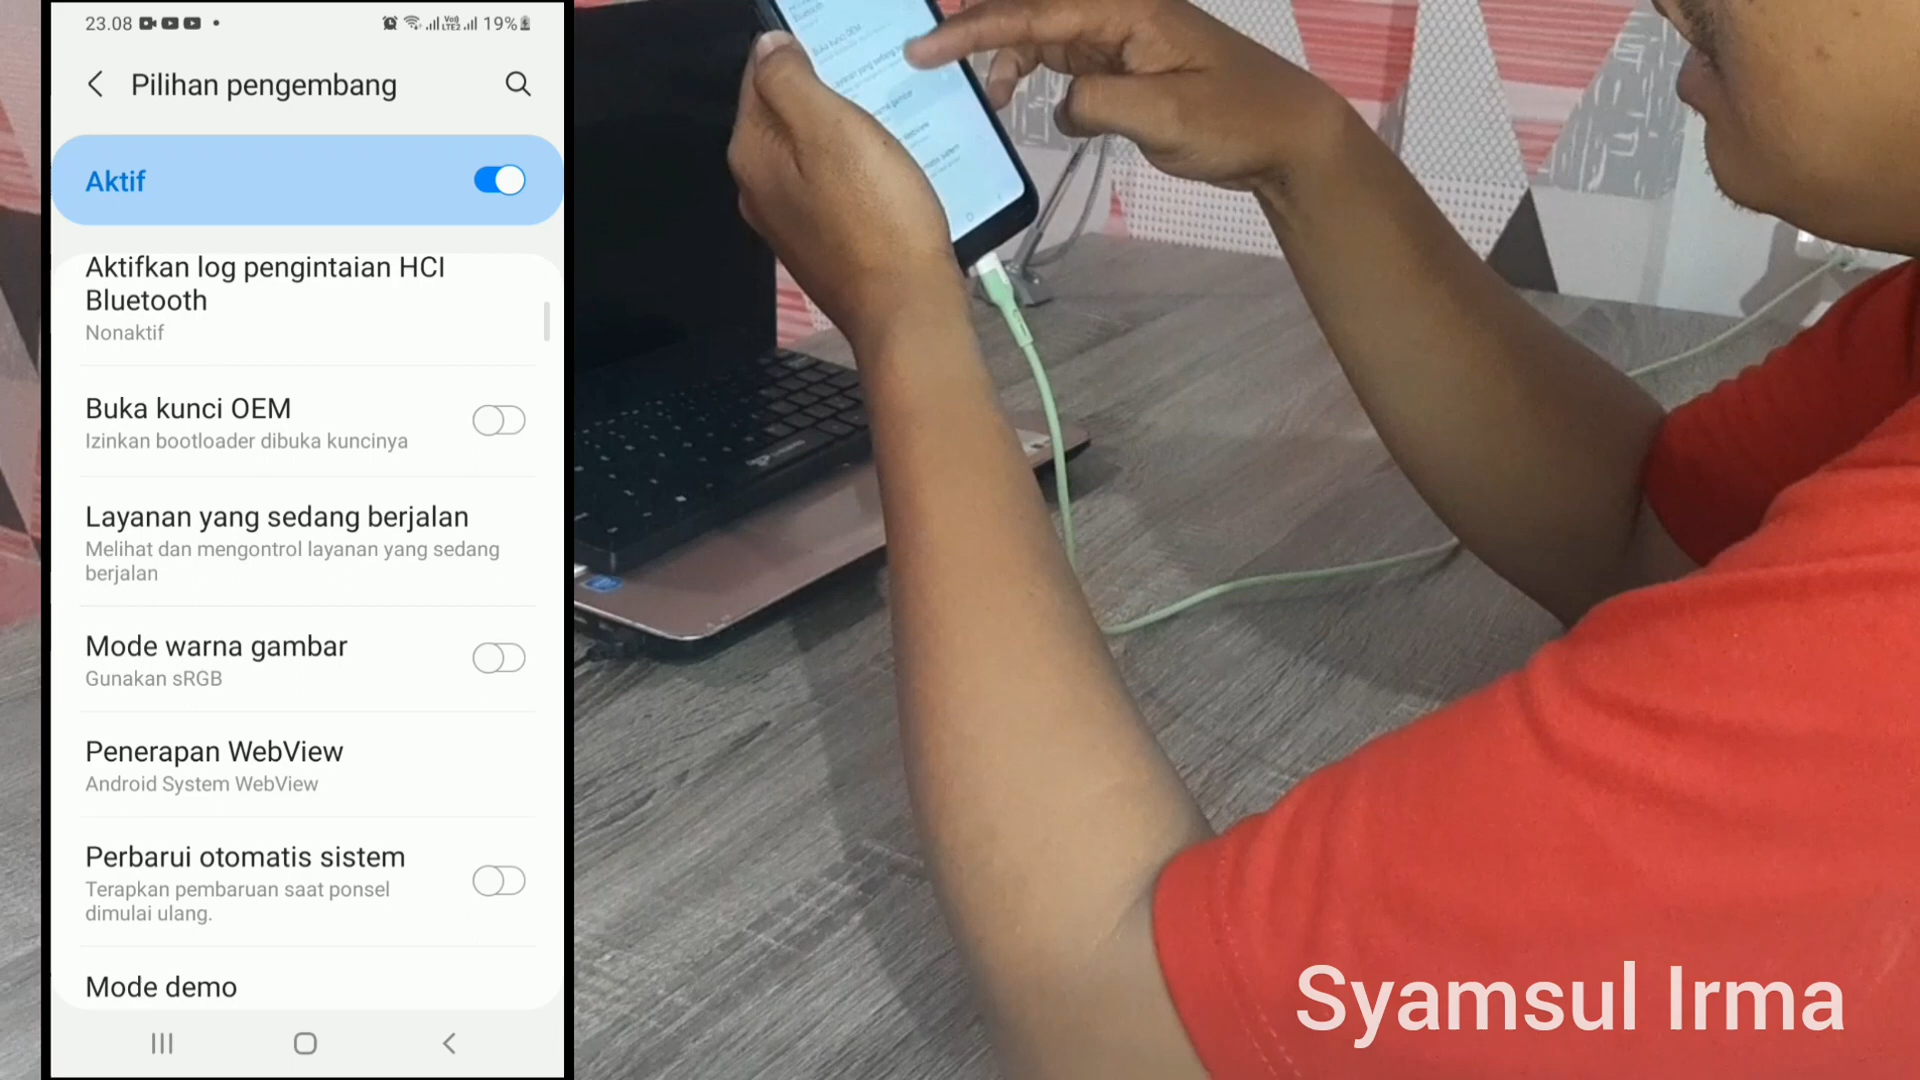 23.08
VoI)
LTE2
19%
Pilihan pengembang
Aktif
Aktifkan log pengintaian HCI
Bluetooth
Nonaktif
Buka kunci OEM
Izinkan bootloader dibuka kuncinya
Layanan yang sedang berjalan
Melihat dan mengontrol layanan yang sedang
berjalan
Mode warna gambar
Gunakan sRGB
Penerapan WebView
Android System WebView
Perbarui otomatis sistem
Terapkan pembaruan saat ponsel
dimulai ulang.
Mode demo
Syamsul Irma